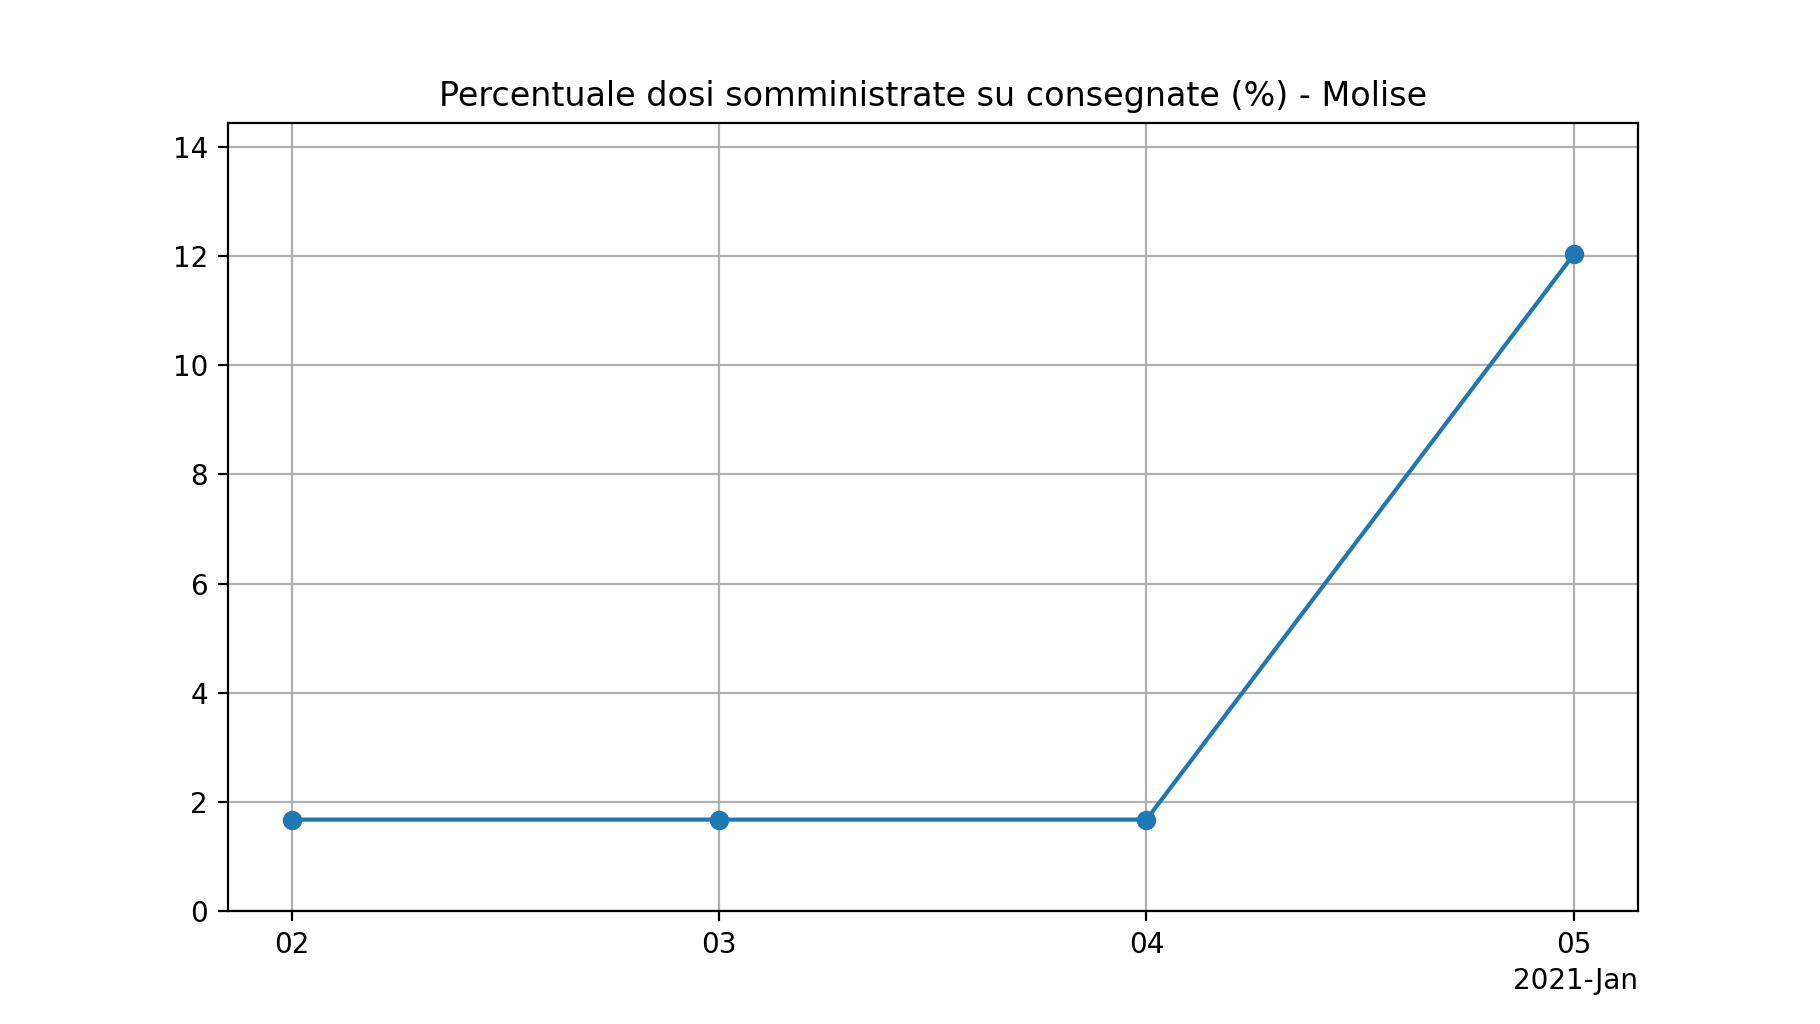 Percentuale dosi somministrate su consegnate (%) - Molise
14
12
10
8
6
4
2
0
02 03 04 05
2021-Jan